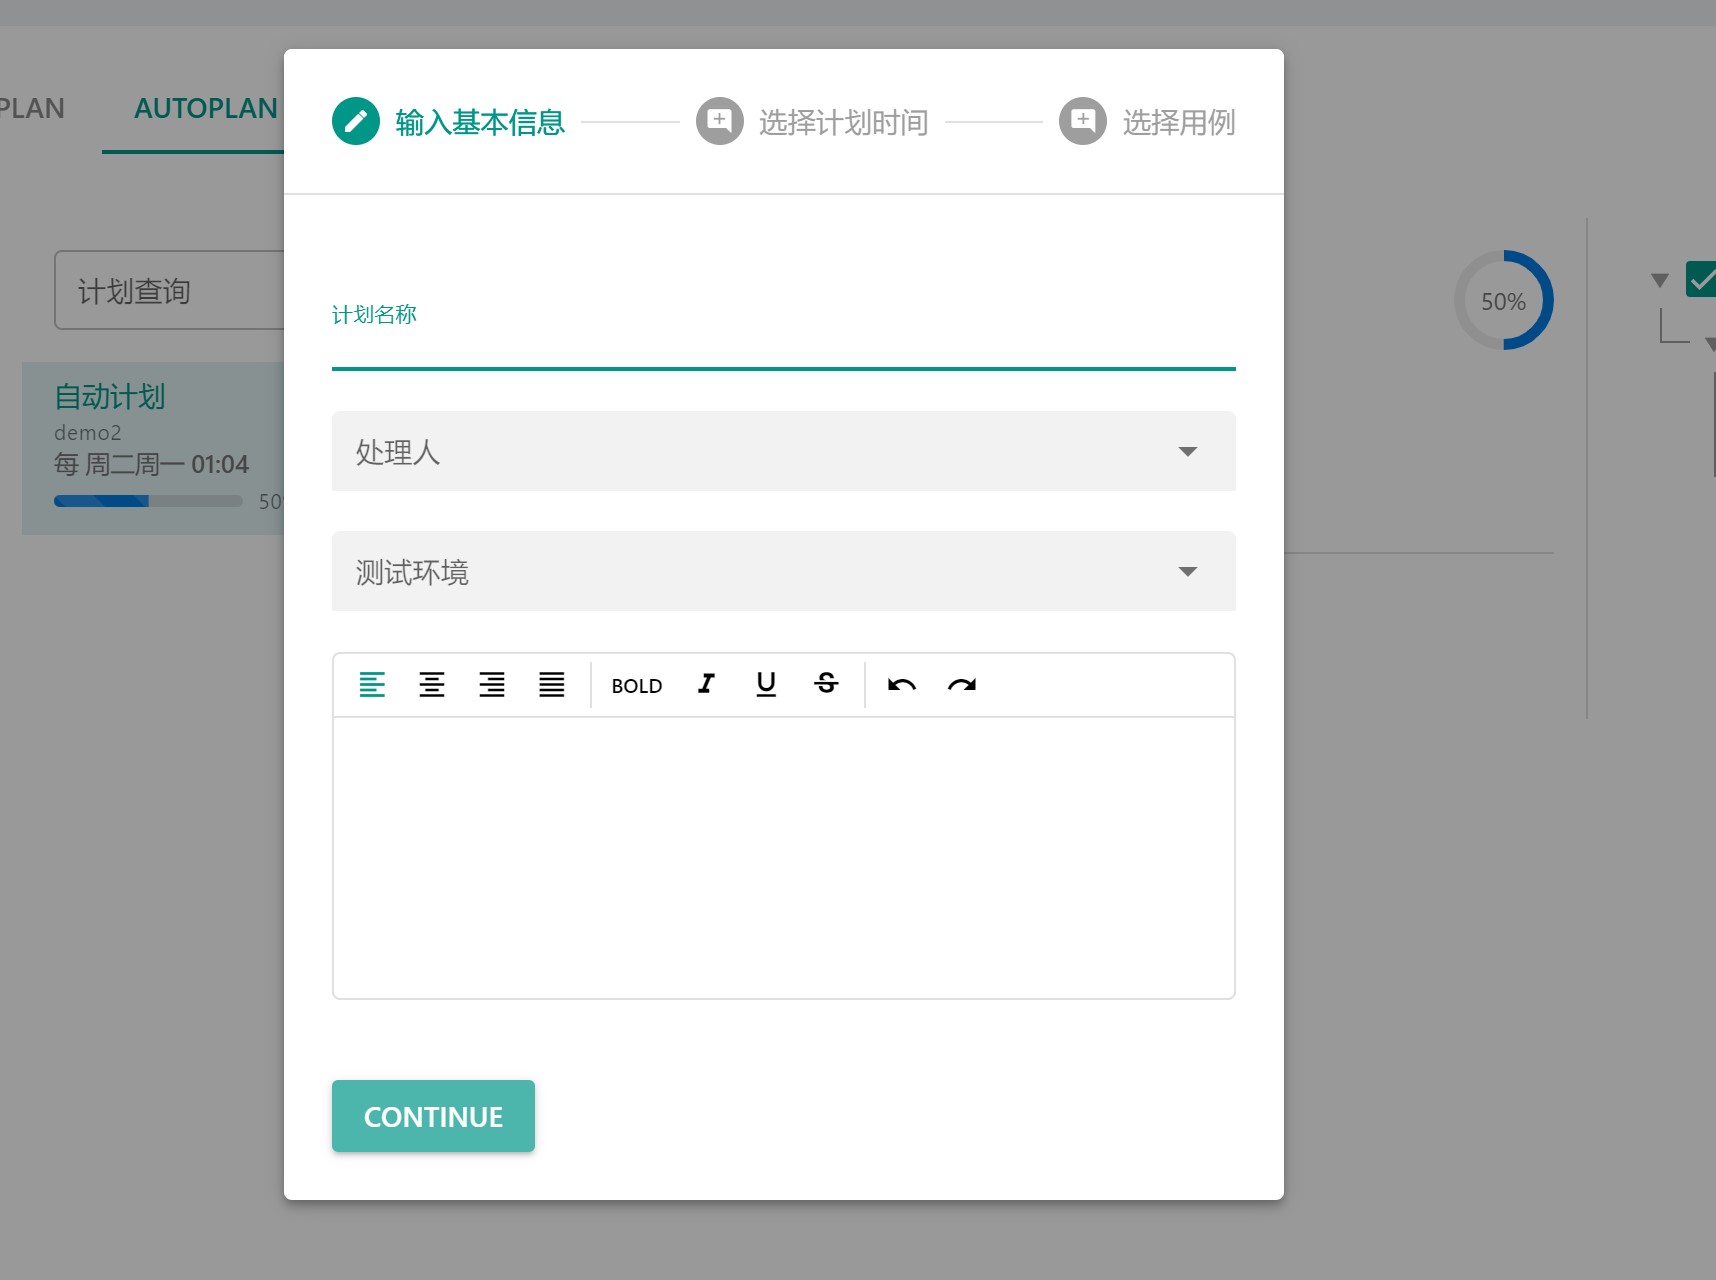 PLAN
AUTOPLAN
输入基本信息
选择计划时间
选择用例
计划查询
自动计划
demo2
每 周二周一 01:04
50%
计划名称
处理人
测试环境
BOLD
CONTINUE
50%